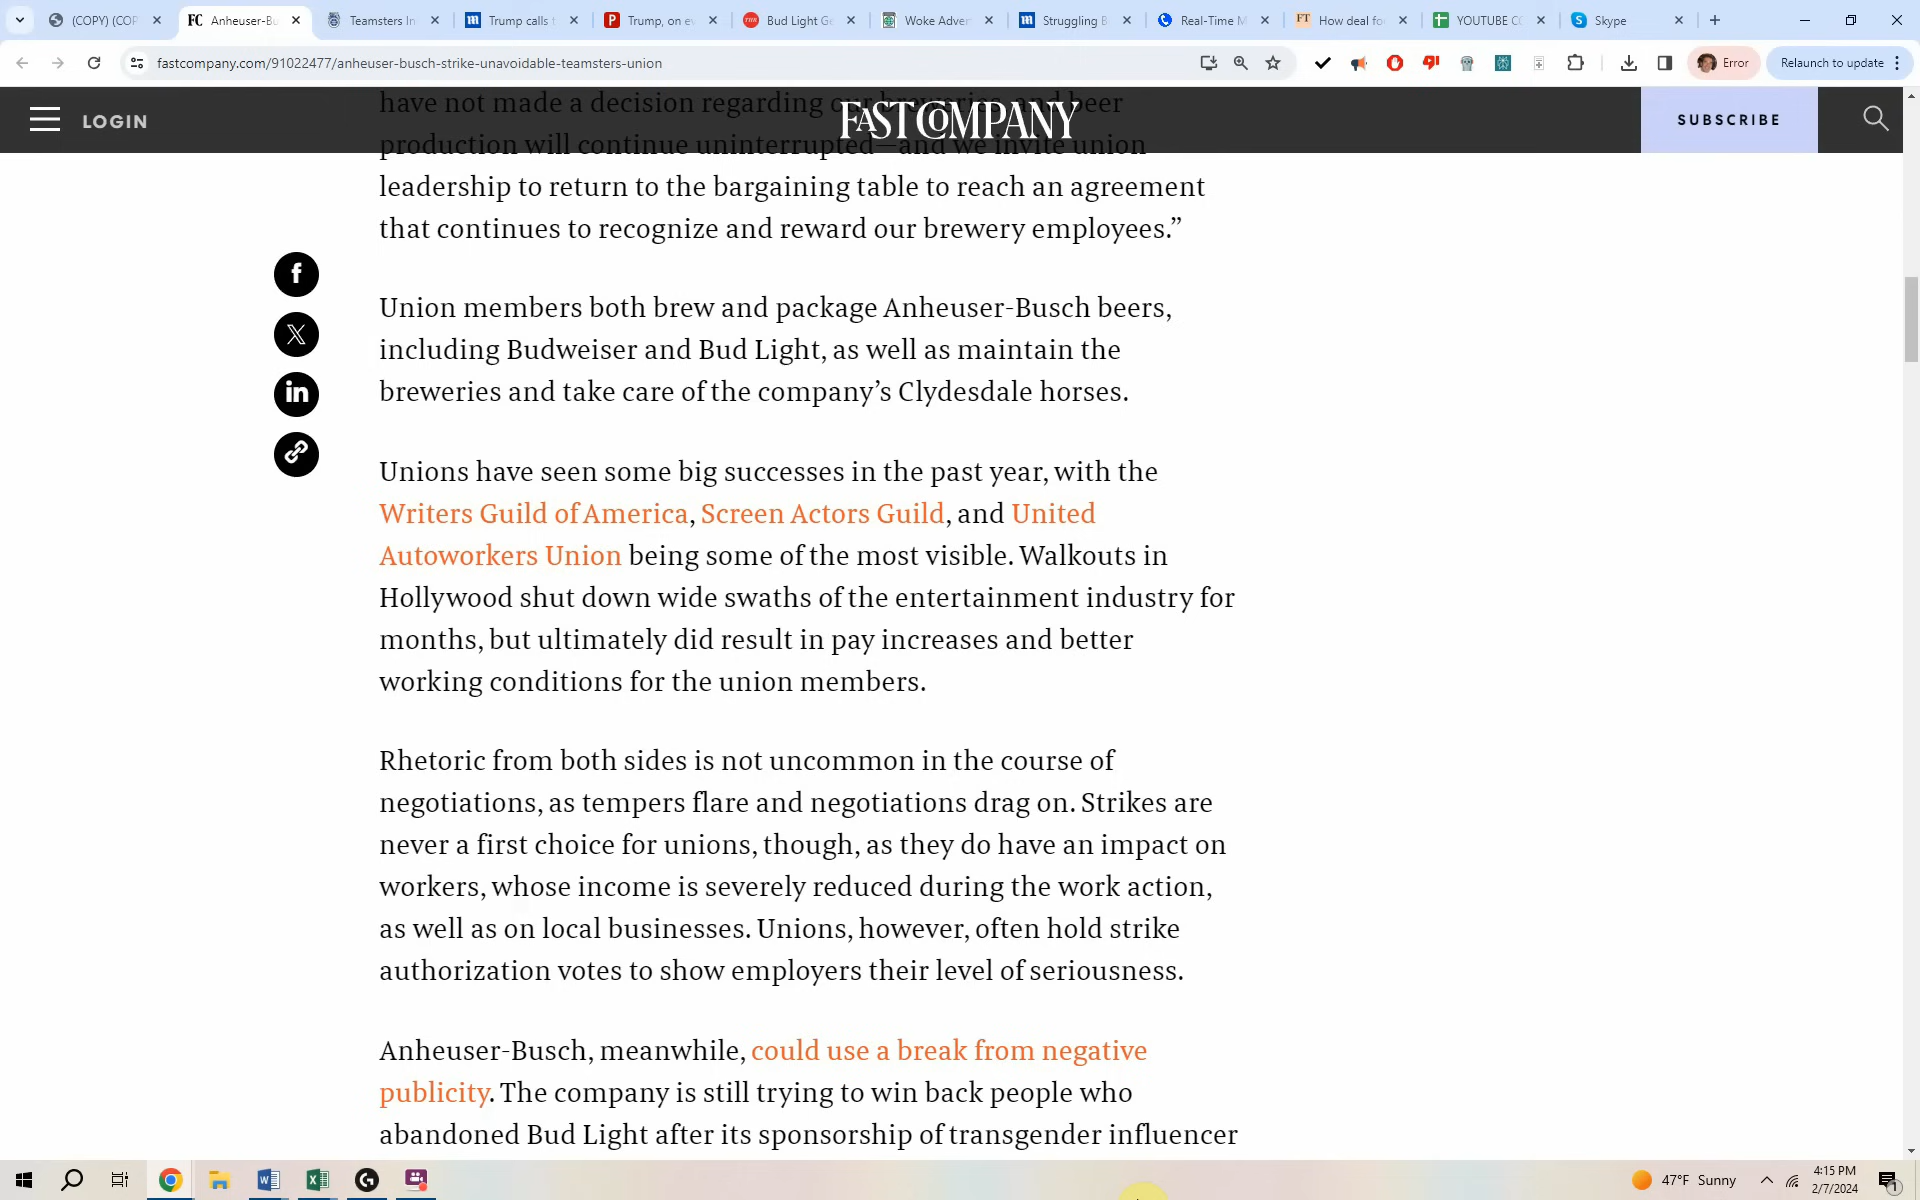 (COPY) (COP
Anheuser-Bu
Teamsters In
Trump calls t
Trump, on e
Bud Light Ge
Woke Adver
Struggling B
Real-Time M
How deal fo
YOUTUBE CC
Skype
fastcompany.com/91022477/anheuser-busch-strike-unavoidable-teamsters-union
Error
Relaunch to update
LOGIN
FAST COMPANY
SUBSCRIBE
have not made a decision regarding our breweries, and beer
production will continue uninterrupted—and we invite union
leadership to return to the bargaining table to reach an agreement
that continues to recognize and reward our brewery employees.”
Union members both brew and package Anheuser-Busch beers,
including Budweiser and Bud Light, as well as maintain the
breweries and take care of the company’s Clydesdale horses.
Unions have seen some big successes in the past year, with the
Writers Guild of America, Screen Actors Guild, and United
Autoworkers Union being some of the most visible. Walkouts in
Hollywood shut down wide swaths of the entertainment industry for
months, but ultimately did result in pay increases and better
working conditions for the union members.
Rhetoric from both sides is not uncommon in the course of
negotiations, as tempers flare and negotiations drag on. Strikes are
never a first choice for unions, though, as they do have an impact on
workers, whose income is severely reduced during the work action,
as well as on local businesses. Unions, however, often hold strike
authorization votes to show employers their level of seriousness.
Anheuser-Busch, meanwhile, could use a break from negative
publicity. The company is still trying to win back people who
abandoned Bud Light after its sponsorship of transgender influencer
47°F Sunny
4:15 PM
2/7/2024